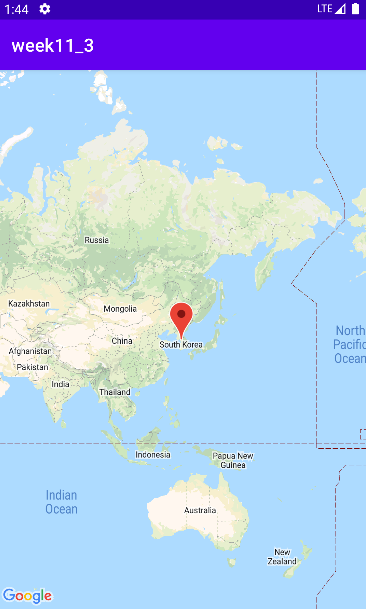 1:44
LTE
week11_3
Russia
Kazakhstan
Mongolia
North
Pacific
Ocean
South Korea
China
Afghanistan
Pakistan
India
Thailand
Indonesia
Papua New
Guinea
Indian
Ocean
Australia
New
Zealand
Google